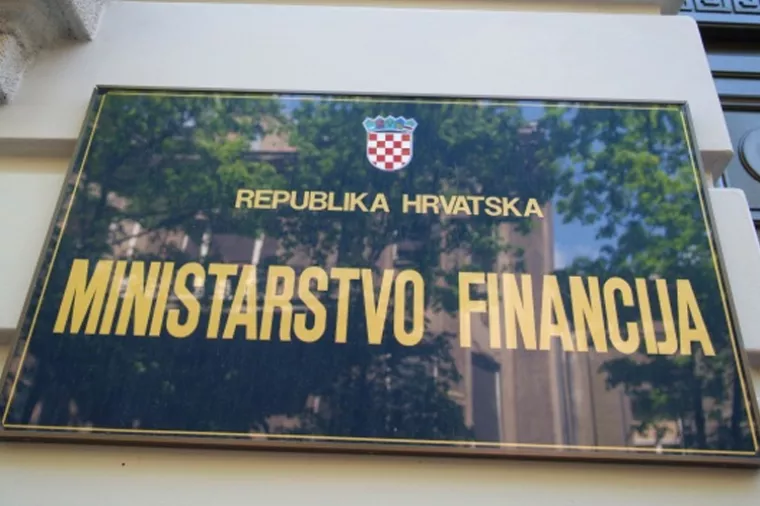 REPUBLIKA HRVATSKA
MINISTARSTVO FINANCIJA